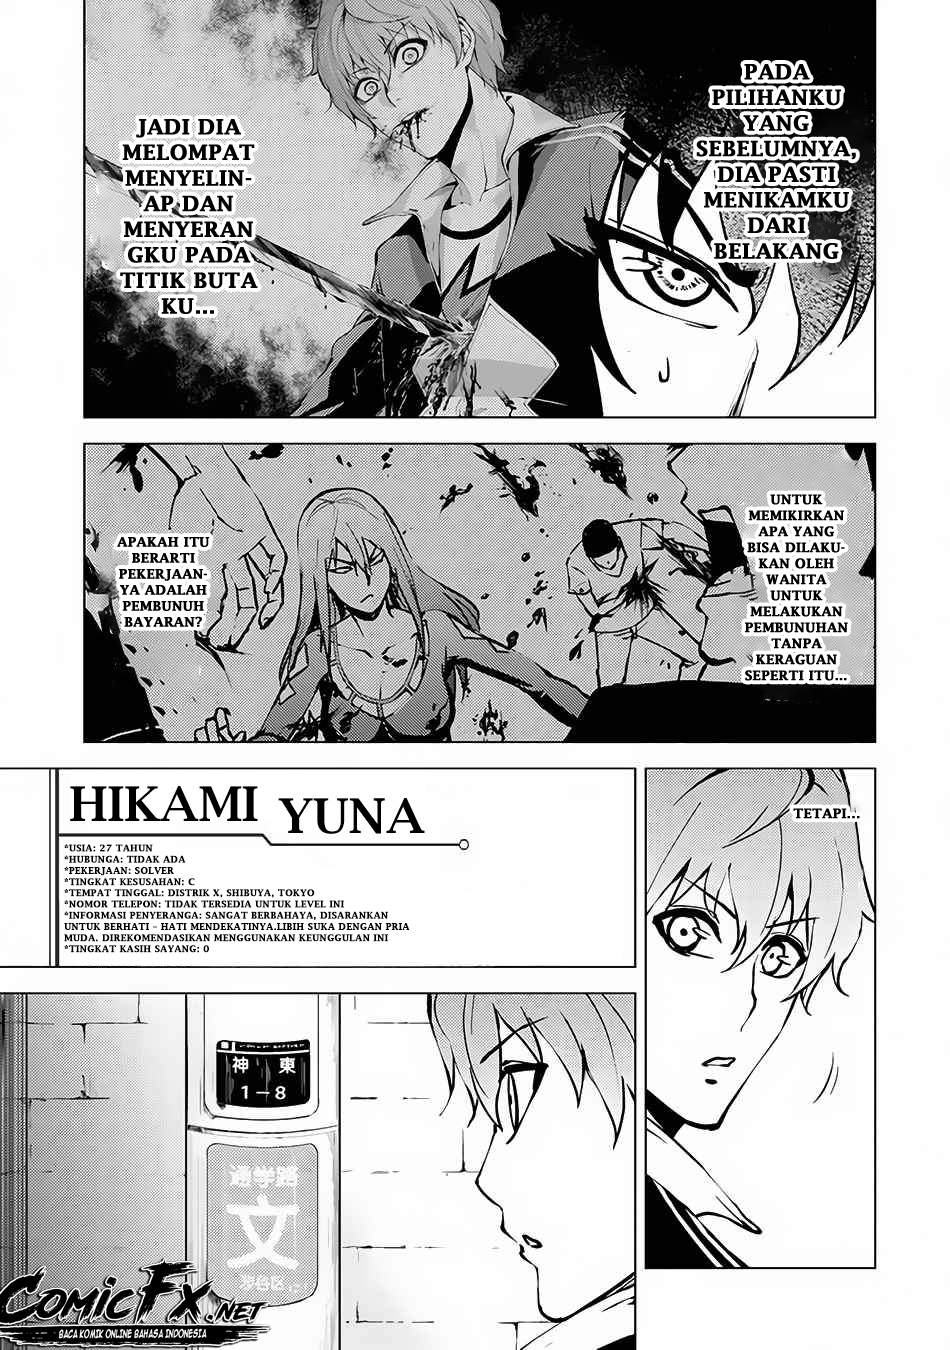 PADA
PILIHANKU
YANG
SEBELUMNYA,
DIA PASTI
MENIKAMKU
DARI
BELAKANG
JADI DIA
MELOMPAT
MENYELIN-
AP DAN
MENYERAN
GKU PADA
TITIK BUTA
KU...
UNTUK
MEMIKIRKAN
APA YANG
BISA DILAKU-
KAN OLEH
WANITA
UNTUK
MELAKUKAN
PEMBUNUHAN
TANPA
KERAGUAN
SEPERTI ITU...
APAKAH ITU
BERARTI
PEKERJAAN-
NYA ADALAH
PEMBUNUH
BAYARAN?
TETAPI...
HIKAMI YUNA
*USIA: 27 TAHUN
*HUBUNGA: TIDAK ADA
*PEKERJAAN: SOLVER
*TINGKAT KESUSAHAN: C
*TEMPAT TINGGAL: DISTRIK X, SHIBUYA, TOKYO
*NOMOR TELEPON: TIDAK TERSEDIA UNTUK LEVEL INI
*INFORMASI PENYERANGA: SANGAT BERBAHAYA, DISARANKAN
UNTUK BERHATI - HATI MENDEKATINYA.LIBIH SUKA DENGAN PRIA
MUDA. DIREKOMENDASIKAN MENGGUNAKAN KEUNGGULAN INI
*TINGKAT KASIH SAYANG: 0
神東
1-8
通学路
文
渋谷区
COMICFX.NET
BACA KOMIK ONLINE BAHASA INDONESIA